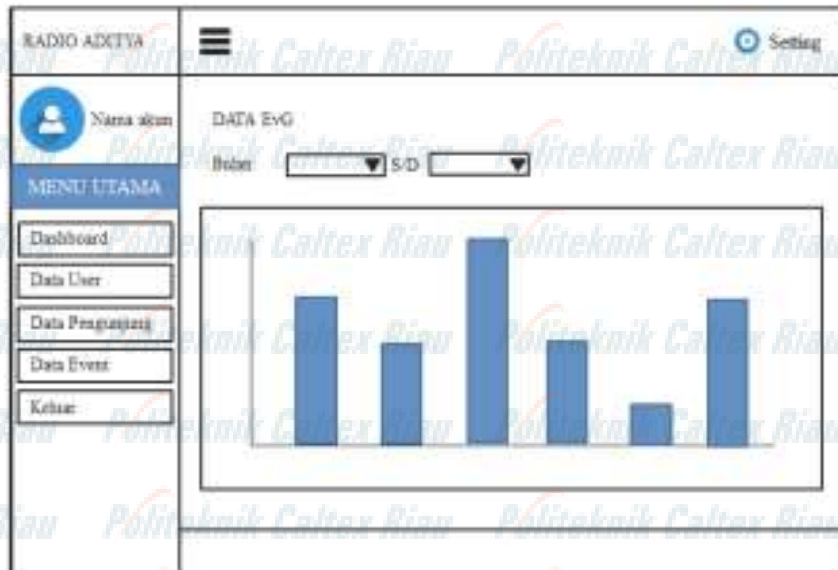 RADIO ADITYA
Setting
Nama akun
DATA EvG
Bulan S/D
MENU UTAMA
Dashboard
Data User
Data Pengunjung
Data Event
Keluar
Politeknik Caltex Riau